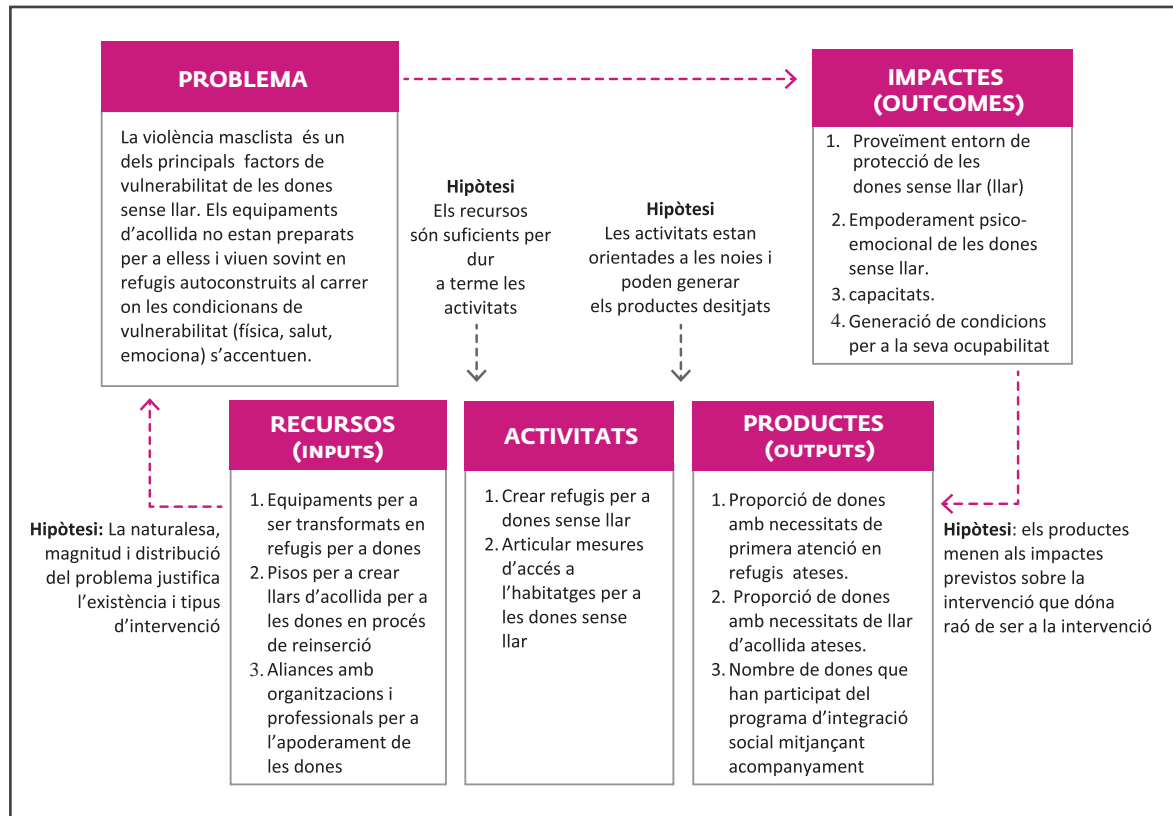 PROBLEMA
La violència masclista és un
dels principals factors de
vulnerabilitat de les dones
sense llar. Els equipaments
d’acollida no estan preparats
per a elless i viuen sovint en
refugis autoconstruits al carrer
on les condicionans de
vulnerabilitat (física, salut,
emociona) s’accentuen.
Hipòtesi
Els recursos
són suficients per
dur
a terme les
activitats
Hipòtesi
Les activitats estan
orientades a les noies i
poden generar
els productes desitjats
IMPACTES
(OUTCOMES)
1. Proveïment entorn de
protecció de les
dones sense llar (llar)
2. Empoderament psico-
emocional de les dones
sense llar.
3. capacitats.
4. Generació de condicions
per a la seva ocupabilitat
Hipòtesi: La naturalesa,
magnitud i distribució
del problema justifica
l’existència i tipus
d’intervenció
RECURSOS
(INPUTS)
1. Equipaments per a
ser transformats en
refugis per a dones
2. Pisos per a crear
llars d’acollida per a
les dones en procés
de reinserció
3. Aliances amb
organitzacions i
professionals per a
l’apoderament de
les dones
ACTIVITATS
1. Crear refugis per a
dones sense llar
2. Articular mesures
d’accés a
l’habitatges per a
les dones sense
llar
PRODUCTES
(OUTPUTS)
1. Proporció de dones
amb necessitats de
primera atenció en
refugis ateses.
2. Proporció de dones
amb necessitats de llar
d’acollida ateses.
3. Nombre de dones que
han participat del
programa d’integració
social mitjançant
acompanyament
Hipòtesi: els productes
menen als impactes
previstos sobre la
intervenció que dóna
raó de ser a la intervenció